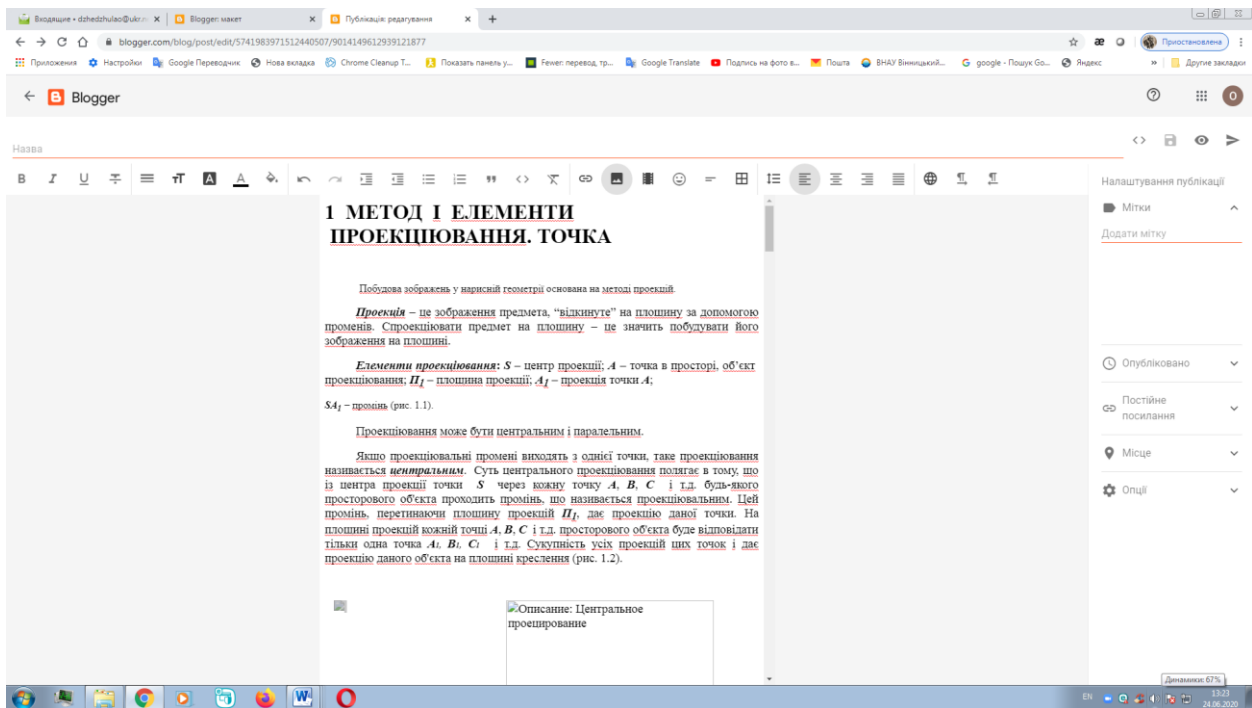 Входящие • dzhedzhulao@ukr.n
Blogger: макет
Публікація: редагування
blogger.com/blog/post/edit/5741983971512440507/9014149612939121877
Приостановлена
Приложения
Настройки
Google Переводчик
Нова вкладка
Chrome Cleanup T...
Показать панель у...
Fewer: перевод, тр...
Google Translate
Подпись на фото в...
Пошта
ВНАУ Вінницький...
google - Пошук Go...
Яндекс
Другие закладки
Blogger
О
Назва
Налаштування публікації
Мітки
Додати мітку
Опубліковано
Постійне
посилання
Місце
Опції
1 МЕТОД І ЕЛЕМЕНТИ
ПРОЕКЦІЮВАННЯ. ТОЧКА
Побудова зображень у нарисній геометрії основана на методі проекцій.
Проекція – це зображення предмета, “відкинуте” на площину за допомогою
променів. Спроекціювати предмет на площину – це значить побудувати його
зображення на площині.
Елементи проекціювання: S – центр проекції; A – точка в просторі, об’єкт
проекціювання; П1 – площина проекції; A1 – проекція точки A;
SA1 – промінь (рис. 1.1).
Проекціювання може бути центральним і паралельним.
Якщо проекціювальні промені виходять з однієї точки, таке проекціювання
називається центральним. Суть центрального проекціювання полягає в тому, що
із центра проекції точки S через кожну точку A, B, C і т.д. будь-якого
просторового об'єкта проходить промінь, що називається проекціювальним. Цей
промінь, перетинаючи площину проекцій П1, дає проекцію даної точки. На
площині проекцій кожній точці A, B, C і т.д. просторового об'єкта буде відповідати
тільки одна точка A1, B1, C1 і т.д. Сукупність усіх проекцій цих точок і дає
проекцію даного об'єкта на площині креслення (рис. 1.2).
Описание: Центральное
проецирование
Динамики: 67%
EN
13:23
24.06.2020